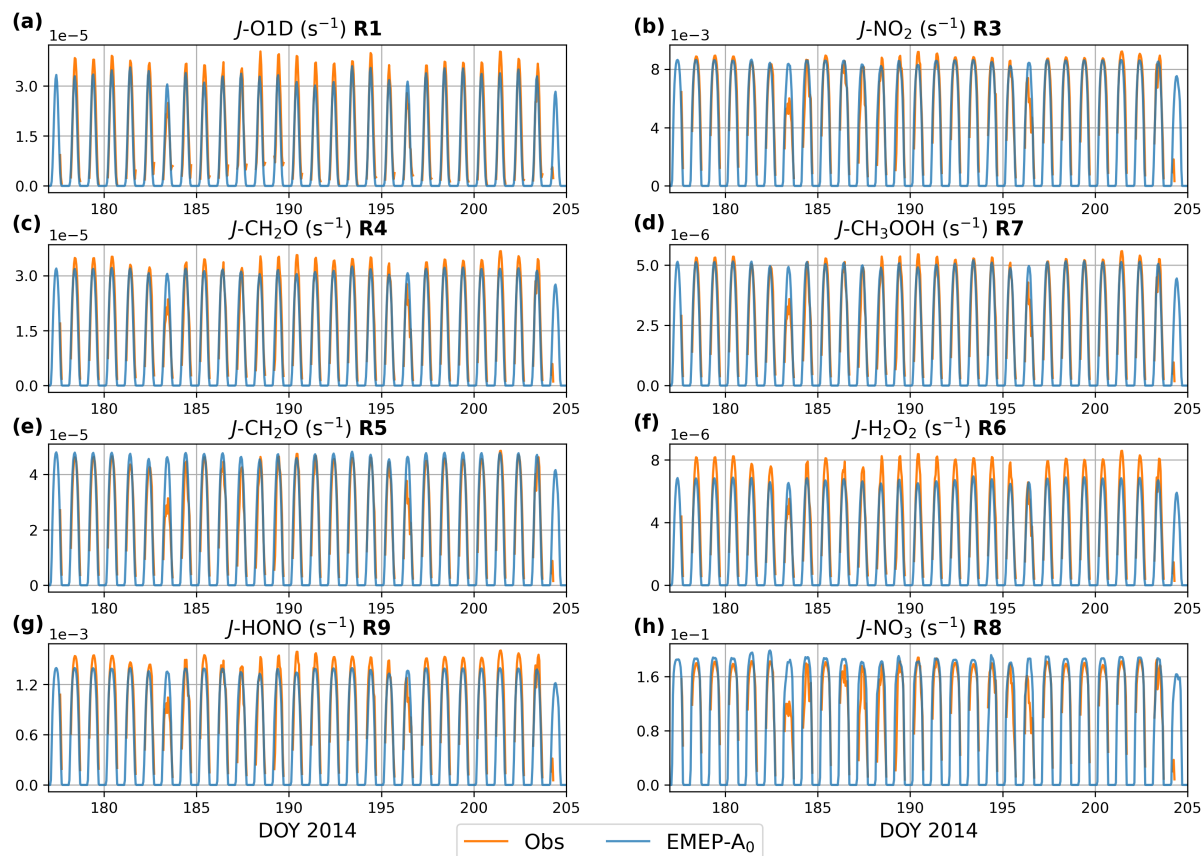 (a) J-O1D (s⁻¹) R1
1e−5
3.0
1.5
0.0
180 185 190 195 200 205
(b) J-NO₂ (s⁻¹) R3
1e−3
8
4
0
180 185 190 195 200 205
(c) J-CH₂O (s⁻¹) R4
1e−5
3.0
1.5
0.0
180 185 190 195 200 205
(d) J-CH₃OOH (s⁻¹) R7
1e−6
5.0
2.5
0.0
180 185 190 195 200 205
(e) J-CH₂O (s⁻¹) R5
1e−5
4
2
0
180 185 190 195 200 205
(f) J-H₂O₂ (s⁻¹) R6
1e−6
8
4
0
180 185 190 195 200 205
(g) J-HONO (s⁻¹) R9
1e−3
1.2
0.6
0.0
180 185 190 195 200 205
DOY 2014
(h) J-NO₃ (s⁻¹) R8
1e−1
1.6
0.8
0.0
180 185 190 195 200 205
DOY 2014
Obs EMEP-A₀